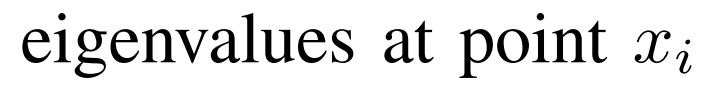 eigenvalues at point $x_i$